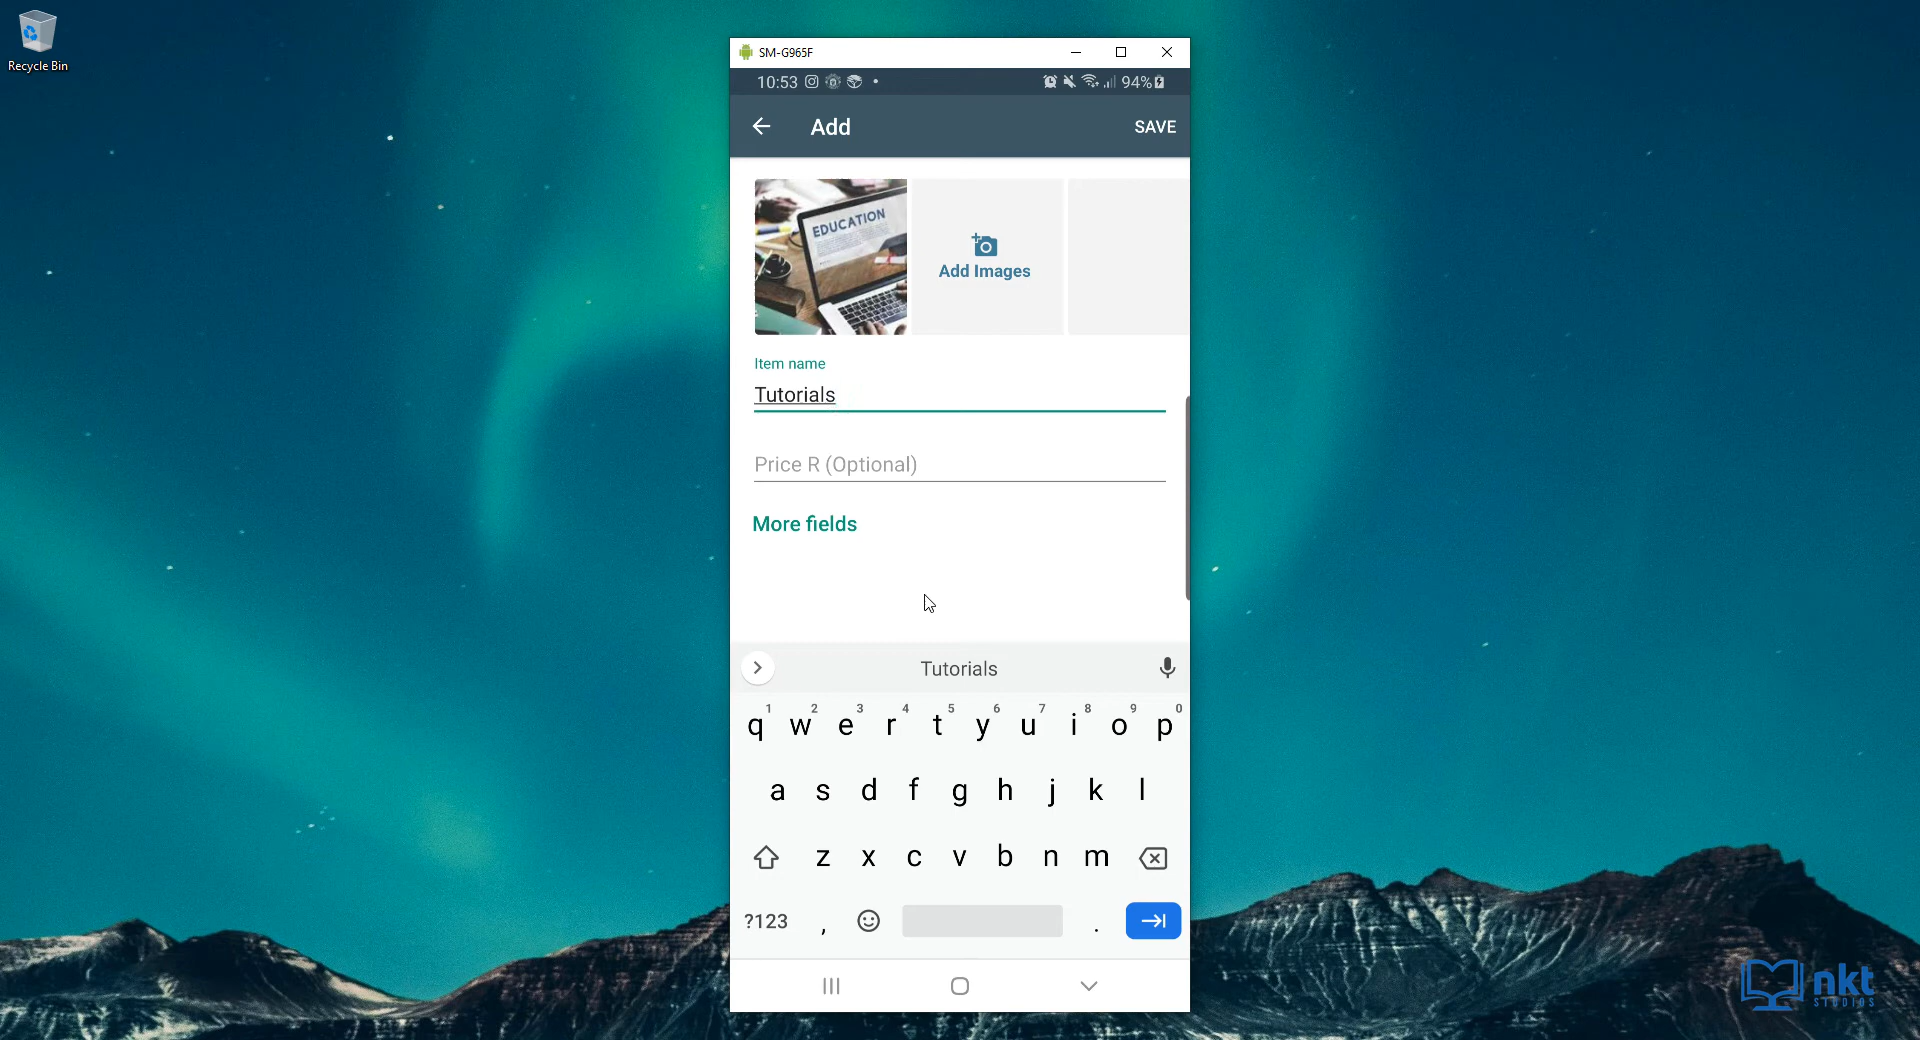 Recycle Bin
SM-G965F
10:53
94%
Add
SAVE
EDUCATION
Add Images
Item name
Tutorials
Price R (Optional)
More fields
Tutorials
1 2 3 4 5 6 7 8 9 0
q w e r t y u i o p
a s d f g h j k l
z x c v b n m
?123 , .
nkt
STUDIOS